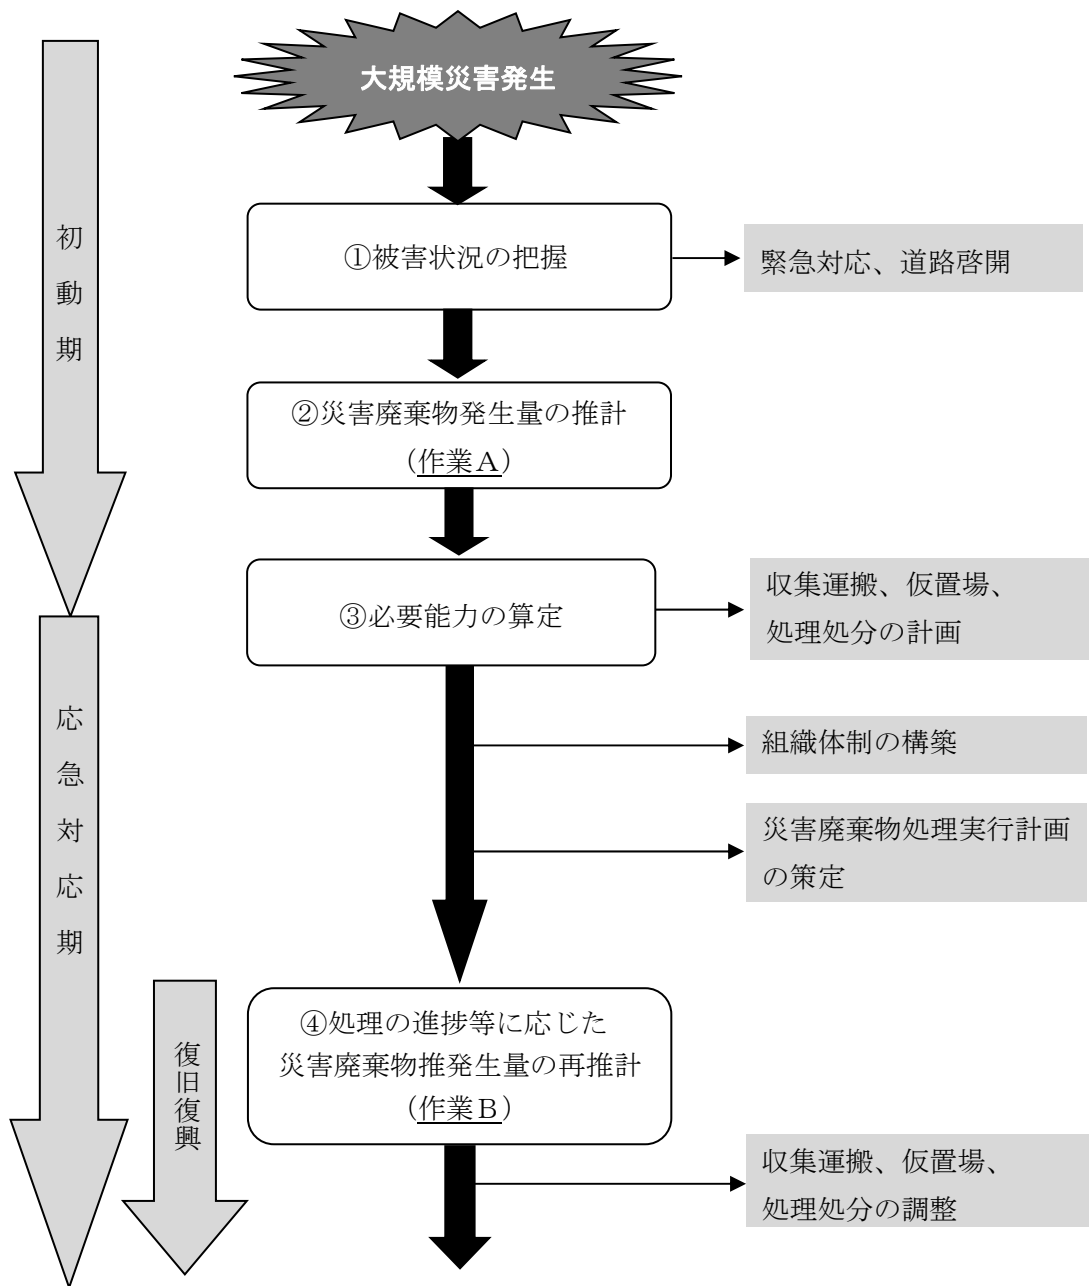 大規模災害発生
初動期
①被害状況の把握
緊急対応、道路啓開
②災害廃棄物発生量の推計
（作業Ａ）
③必要能力の算定
収集運搬、仮置場、
処理処分の計画
応急対応期
組織体制の構築
災害廃棄物処理実行計画
の策定
復旧復興
④処理の進捗等に応じた
災害廃棄物推発生量の再推計
（作業Ｂ）
収集運搬、仮置場、
処理処分の調整